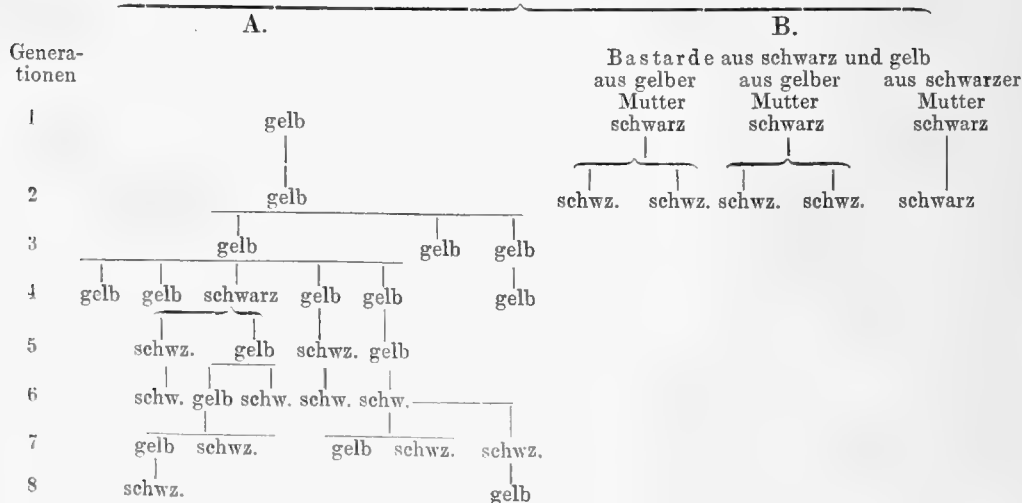 A. B.
Genera-
tionen
Bastarde aus schwarz und gelb
aus gelber aus gelber aus schwarzer
Mutter Mutter Mutter
1 gelb schwarz schwarz schwarz
2 gelb schwz. schwz. schwz. schwz. schwarz
3 gelb gelb gelb
4 gelb gelb schwarz gelb gelb gelb
5 schwz. gelb schwz. gelb
6 schw. gelb schw. schw. schw.
7 gelb schwz. gelb schwz. schwz.
8 schwz. gelb